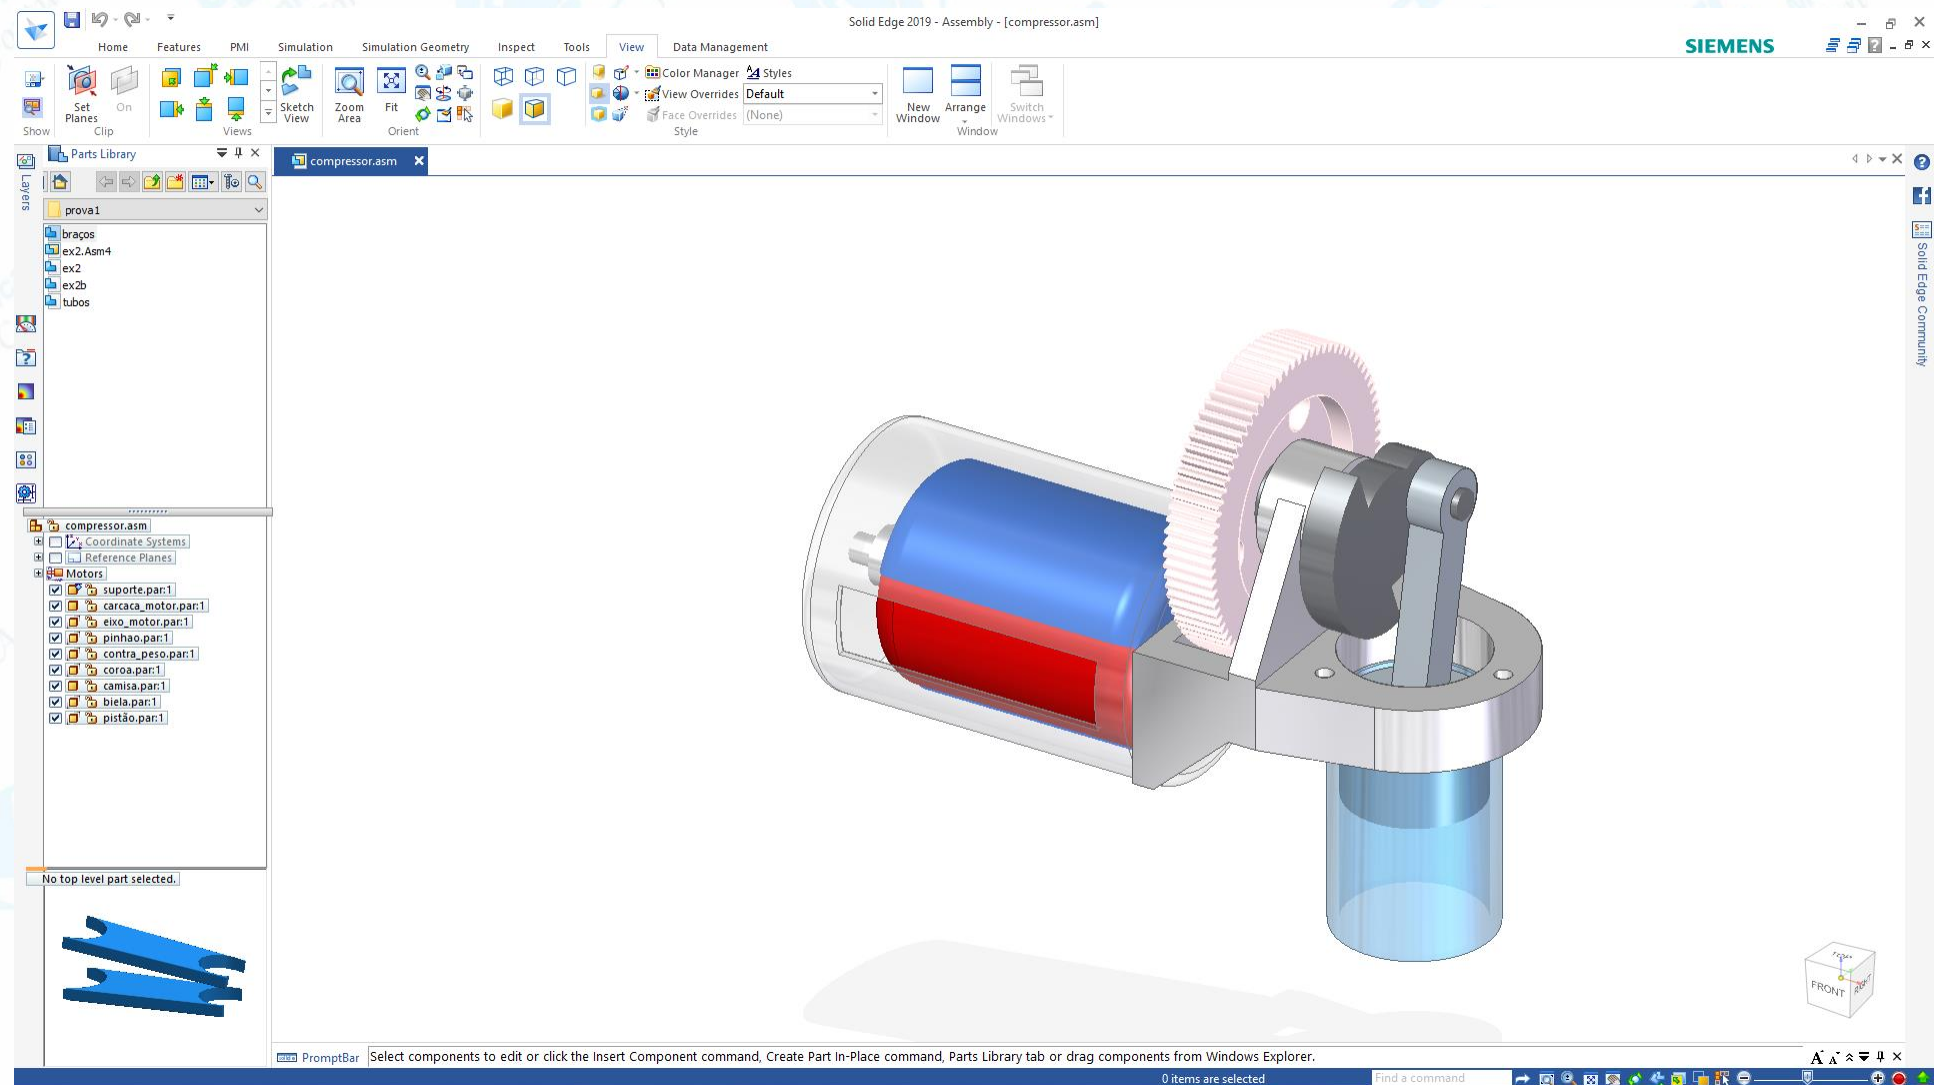 Solid Edge 2019 - Assembly - [compressor.asm]
Home Features PMI Simulation Simulation Geometry Inspect Tools View Data Management
SIEMENS
Set Planes
On
Sketch View
Zoom Area
Fit
Color Manager
Styles
View Overrides
Default
Face Overrides
(None)
New Window
Arrange
Switch Windows
Show
Clip
Views
Orient
Style
Window
Layers
Parts Library
compressor.asm
prova1
braços
ex2.Asm4
ex2
ex2b
tubos
compressor.asm
Coordinate Systems
Reference Planes
Motors
suporte.par:1
carcaca_motor.par:1
eixo_motor.par:1
pinhao.par:1
contra_peso.par:1
coroa.par:1
camisa.par:1
biela.par:1
pistão.par:1
No top level part selected.
Solid Edge Community
TOP
FRONT
RIGHT
PromptBar
Select components to edit or click the Insert Component command, Create Part In-Place command, Parts Library tab or drag components from Windows Explorer.
0 items are selected
Find a command